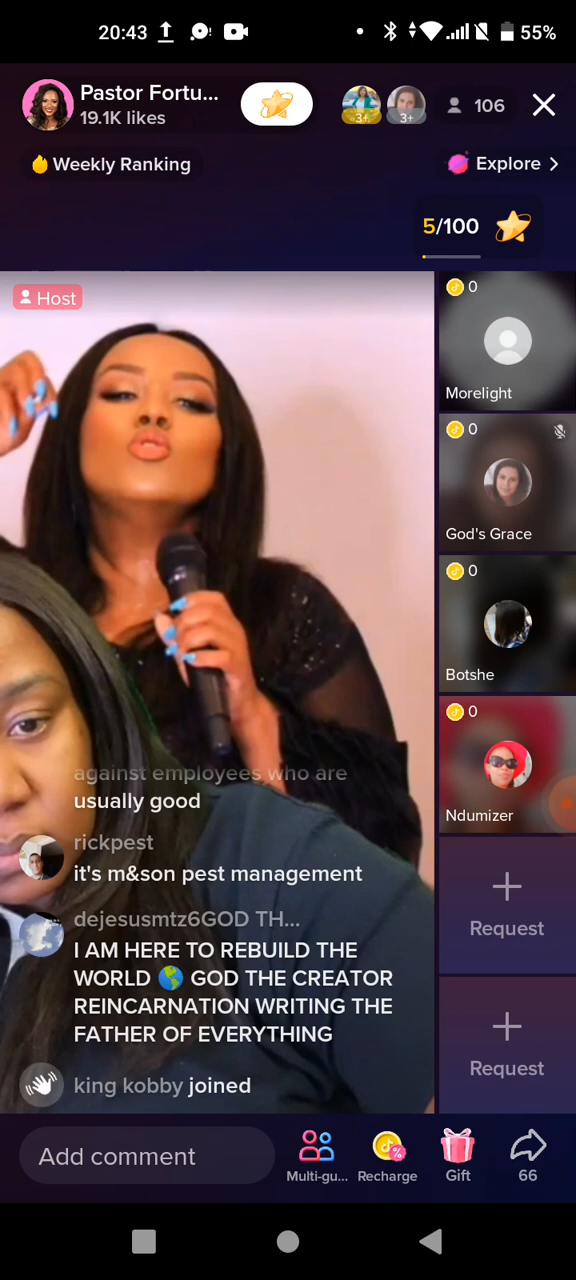 20:43
55%
Pastor Fortu...
19.1K likes
3+
3+
106
Weekly Ranking
Explore >
5/100
Host
0
Morelight
0
God's Grace
0
Botshe
0
Ndumizer
against employees who are
usually good
rickpest
it's m&son pest management
dejesusmtz6GOD TH...
I AM HERE TO REBUILD THE
WORLD 🌎 GOD THE CREATOR
REINCARNATION WRITING THE
FATHER OF EVERYTHING
king kobby joined
+
Request
+
Request
Add comment
Multi-gu...
Recharge
Gift
66